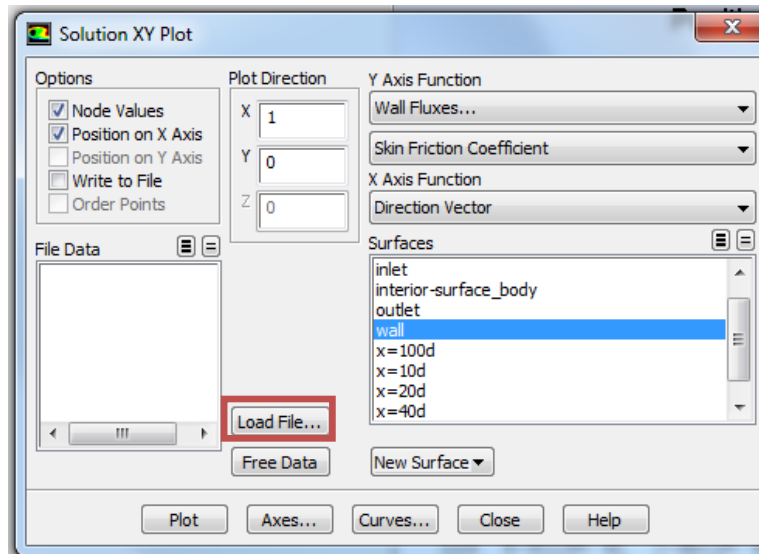 Solution XY Plot
Options
Node Values
Position on X Axis
Position on Y Axis
Write to File
Order Points
Plot Direction
X 1
Y 0
Z 0
Y Axis Function
Wall Fluxes...
Skin Friction Coefficient
X Axis Function
Direction Vector
File Data
Surfaces
inlet
interior-surface_body
outlet
wall
x=100d
x=10d
x=20d
x=40d
Load File...
Free Data
New Surface
Plot
Axes...
Curves...
Close
Help